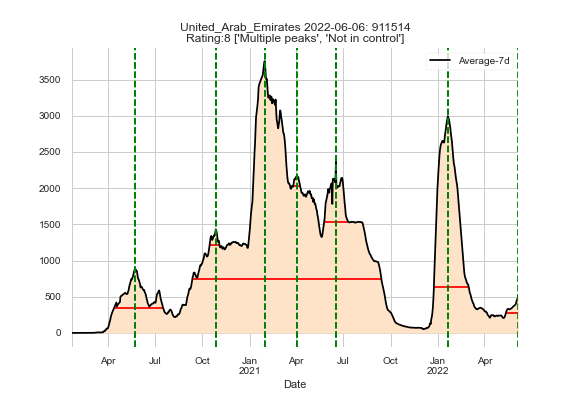 United_Arab_Emirates 2022-06-06: 911514
Rating:8 ['Multiple peaks', 'Not in control']
Average-7d
3500
3000
2500
2000
1500
1000
500
0
Apr Jul Oct Jan Apr Jul Oct Jan Apr
2021 2022
Date